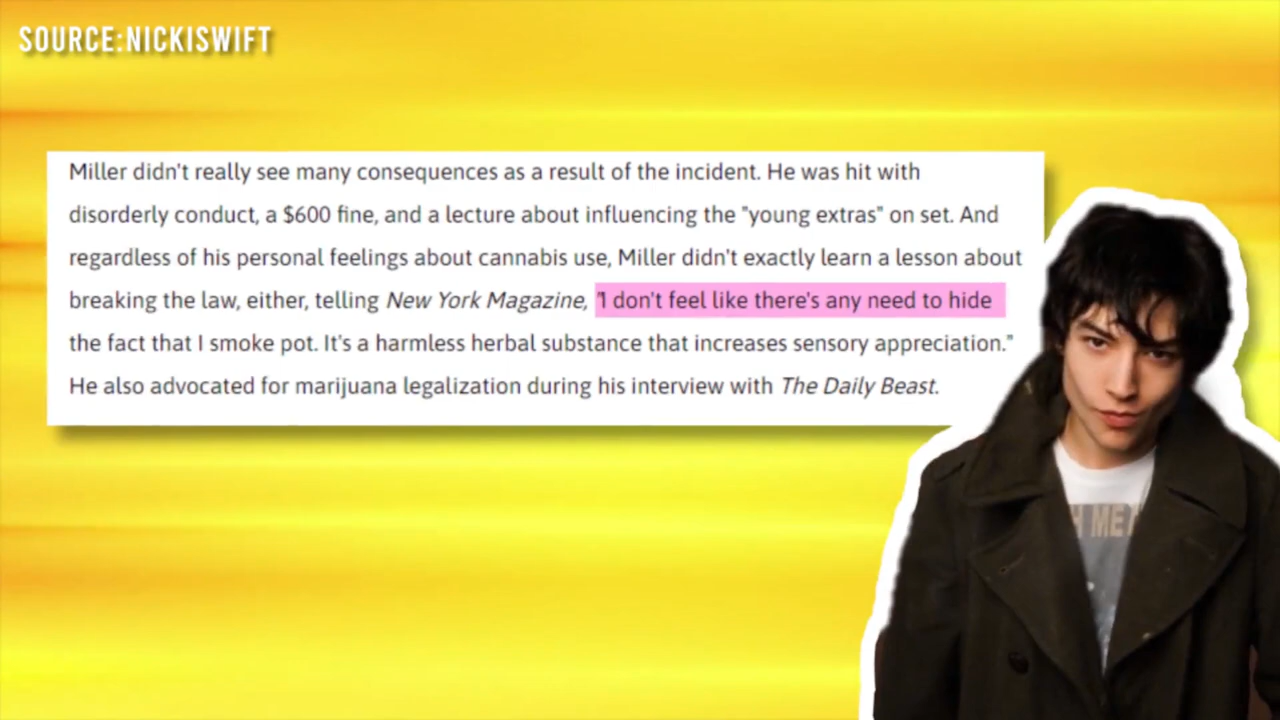 SOURCE:NICKISWIFT
Miller didn't really see many consequences as a result of the incident. He was hit with
disorderly conduct, a $600 fine, and a lecture about influencing the "young extras" on set. And
regardless of his personal feelings about cannabis use, Miller didn't exactly learn a lesson about
breaking the law, either, telling New York Magazine, "I don't feel like there's any need to hide
the fact that I smoke pot. It's a harmless herbal substance that increases sensory appreciation."
He also advocated for marijuana legalization during his interview with The Daily Beast.